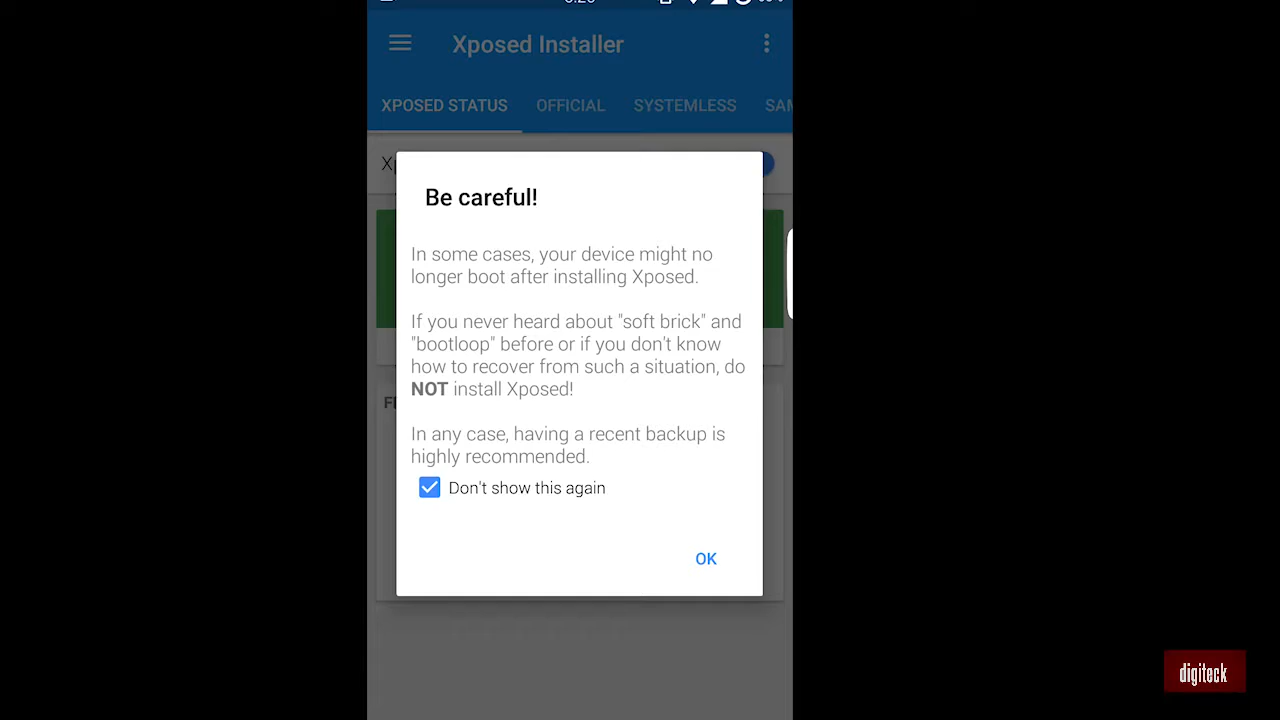 Xposed Installer
XPOSED STATUS OFFICIAL SYSTEMLESS SAM
Be careful!
In some cases, your device might no
longer boot after installing Xposed.
If you never heard about "soft brick" and
"bootloop" before or if you don't know
how to recover from such a situation, do
NOT install Xposed!
In any case, having a recent backup is
highly recommended.
Don't show this again
OK
digiteck